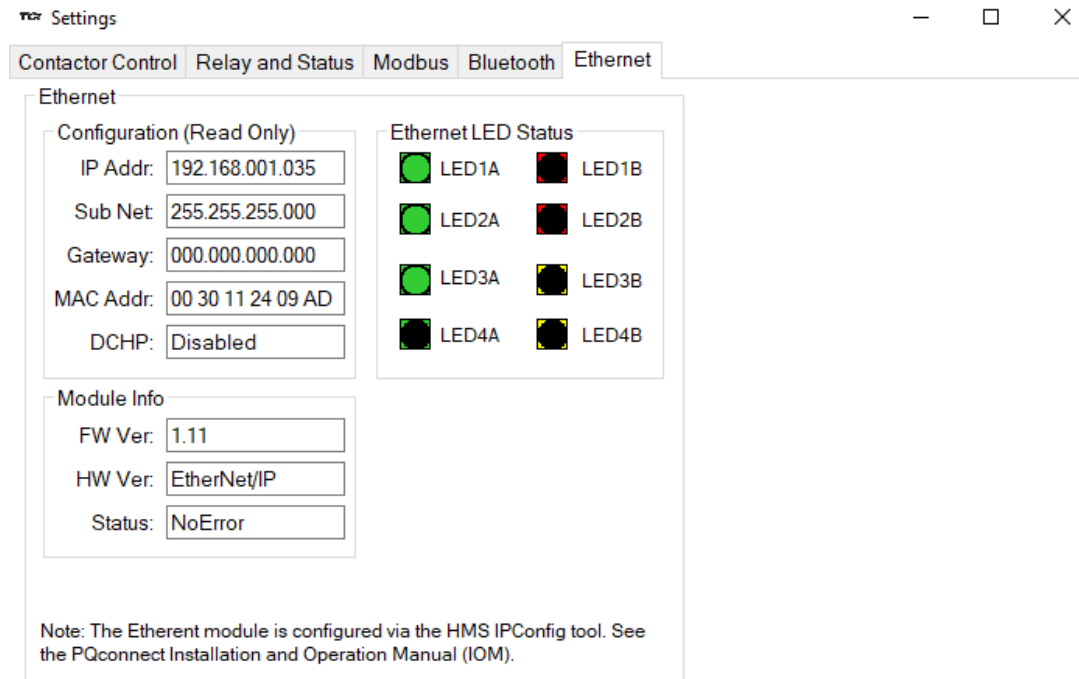 TCI Settings
Contactor Control Relay and Status Modbus Bluetooth Ethernet
Ethernet
Configuration (Read Only)
IP Addr: 192.168.001.035
Sub Net: 255.255.255.000
Gateway: 000.000.000.000
MAC Addr: 00 30 11 24 09 AD
DCHP: Disabled
Ethernet LED Status
LED1A LED1B
LED2A LED2B
LED3A LED3B
LED4A LED4B
Module Info
FW Ver: 1.11
HW Ver: EtherNet/IP
Status: NoError
Note: The Etherent module is configured via the HMS IPConfig tool. See
the PQconnect Installation and Operation Manual (IOM).